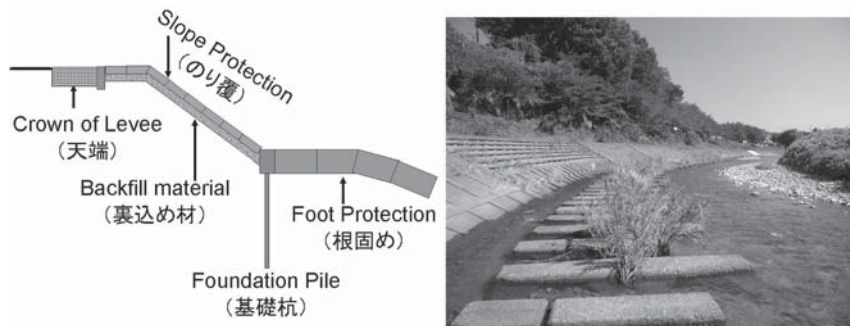 Slope Protection
(のり覆)
Crown of Levee
(天端)
Backfill material
(裏込め材)
Foot Protection
(根固め)
Foundation Pile
(基礎杭)